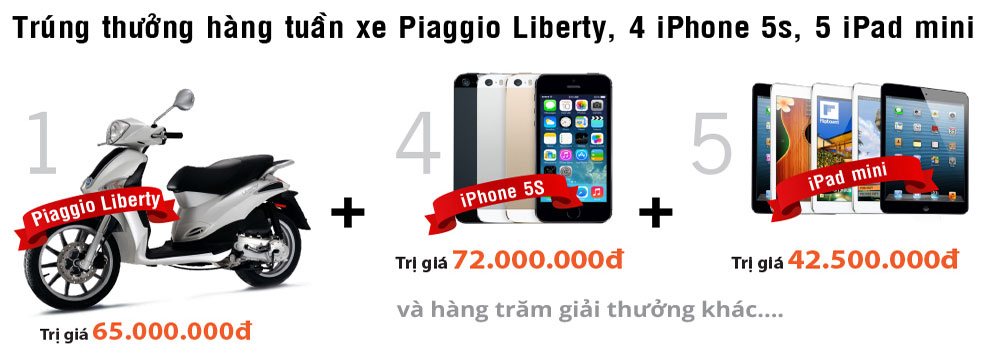 Trúng thưởng hàng tuần xe Piaggio Liberty, 4 iPhone 5s, 5 iPad mini
1
Piaggio Liberty
Trị giá 65.000.000đ
+
4
iPhone 5S
Trị giá 72.000.000đ
+
5
iPad mini
Trị giá 42.500.000đ
và hàng trăm giải thưởng khác....